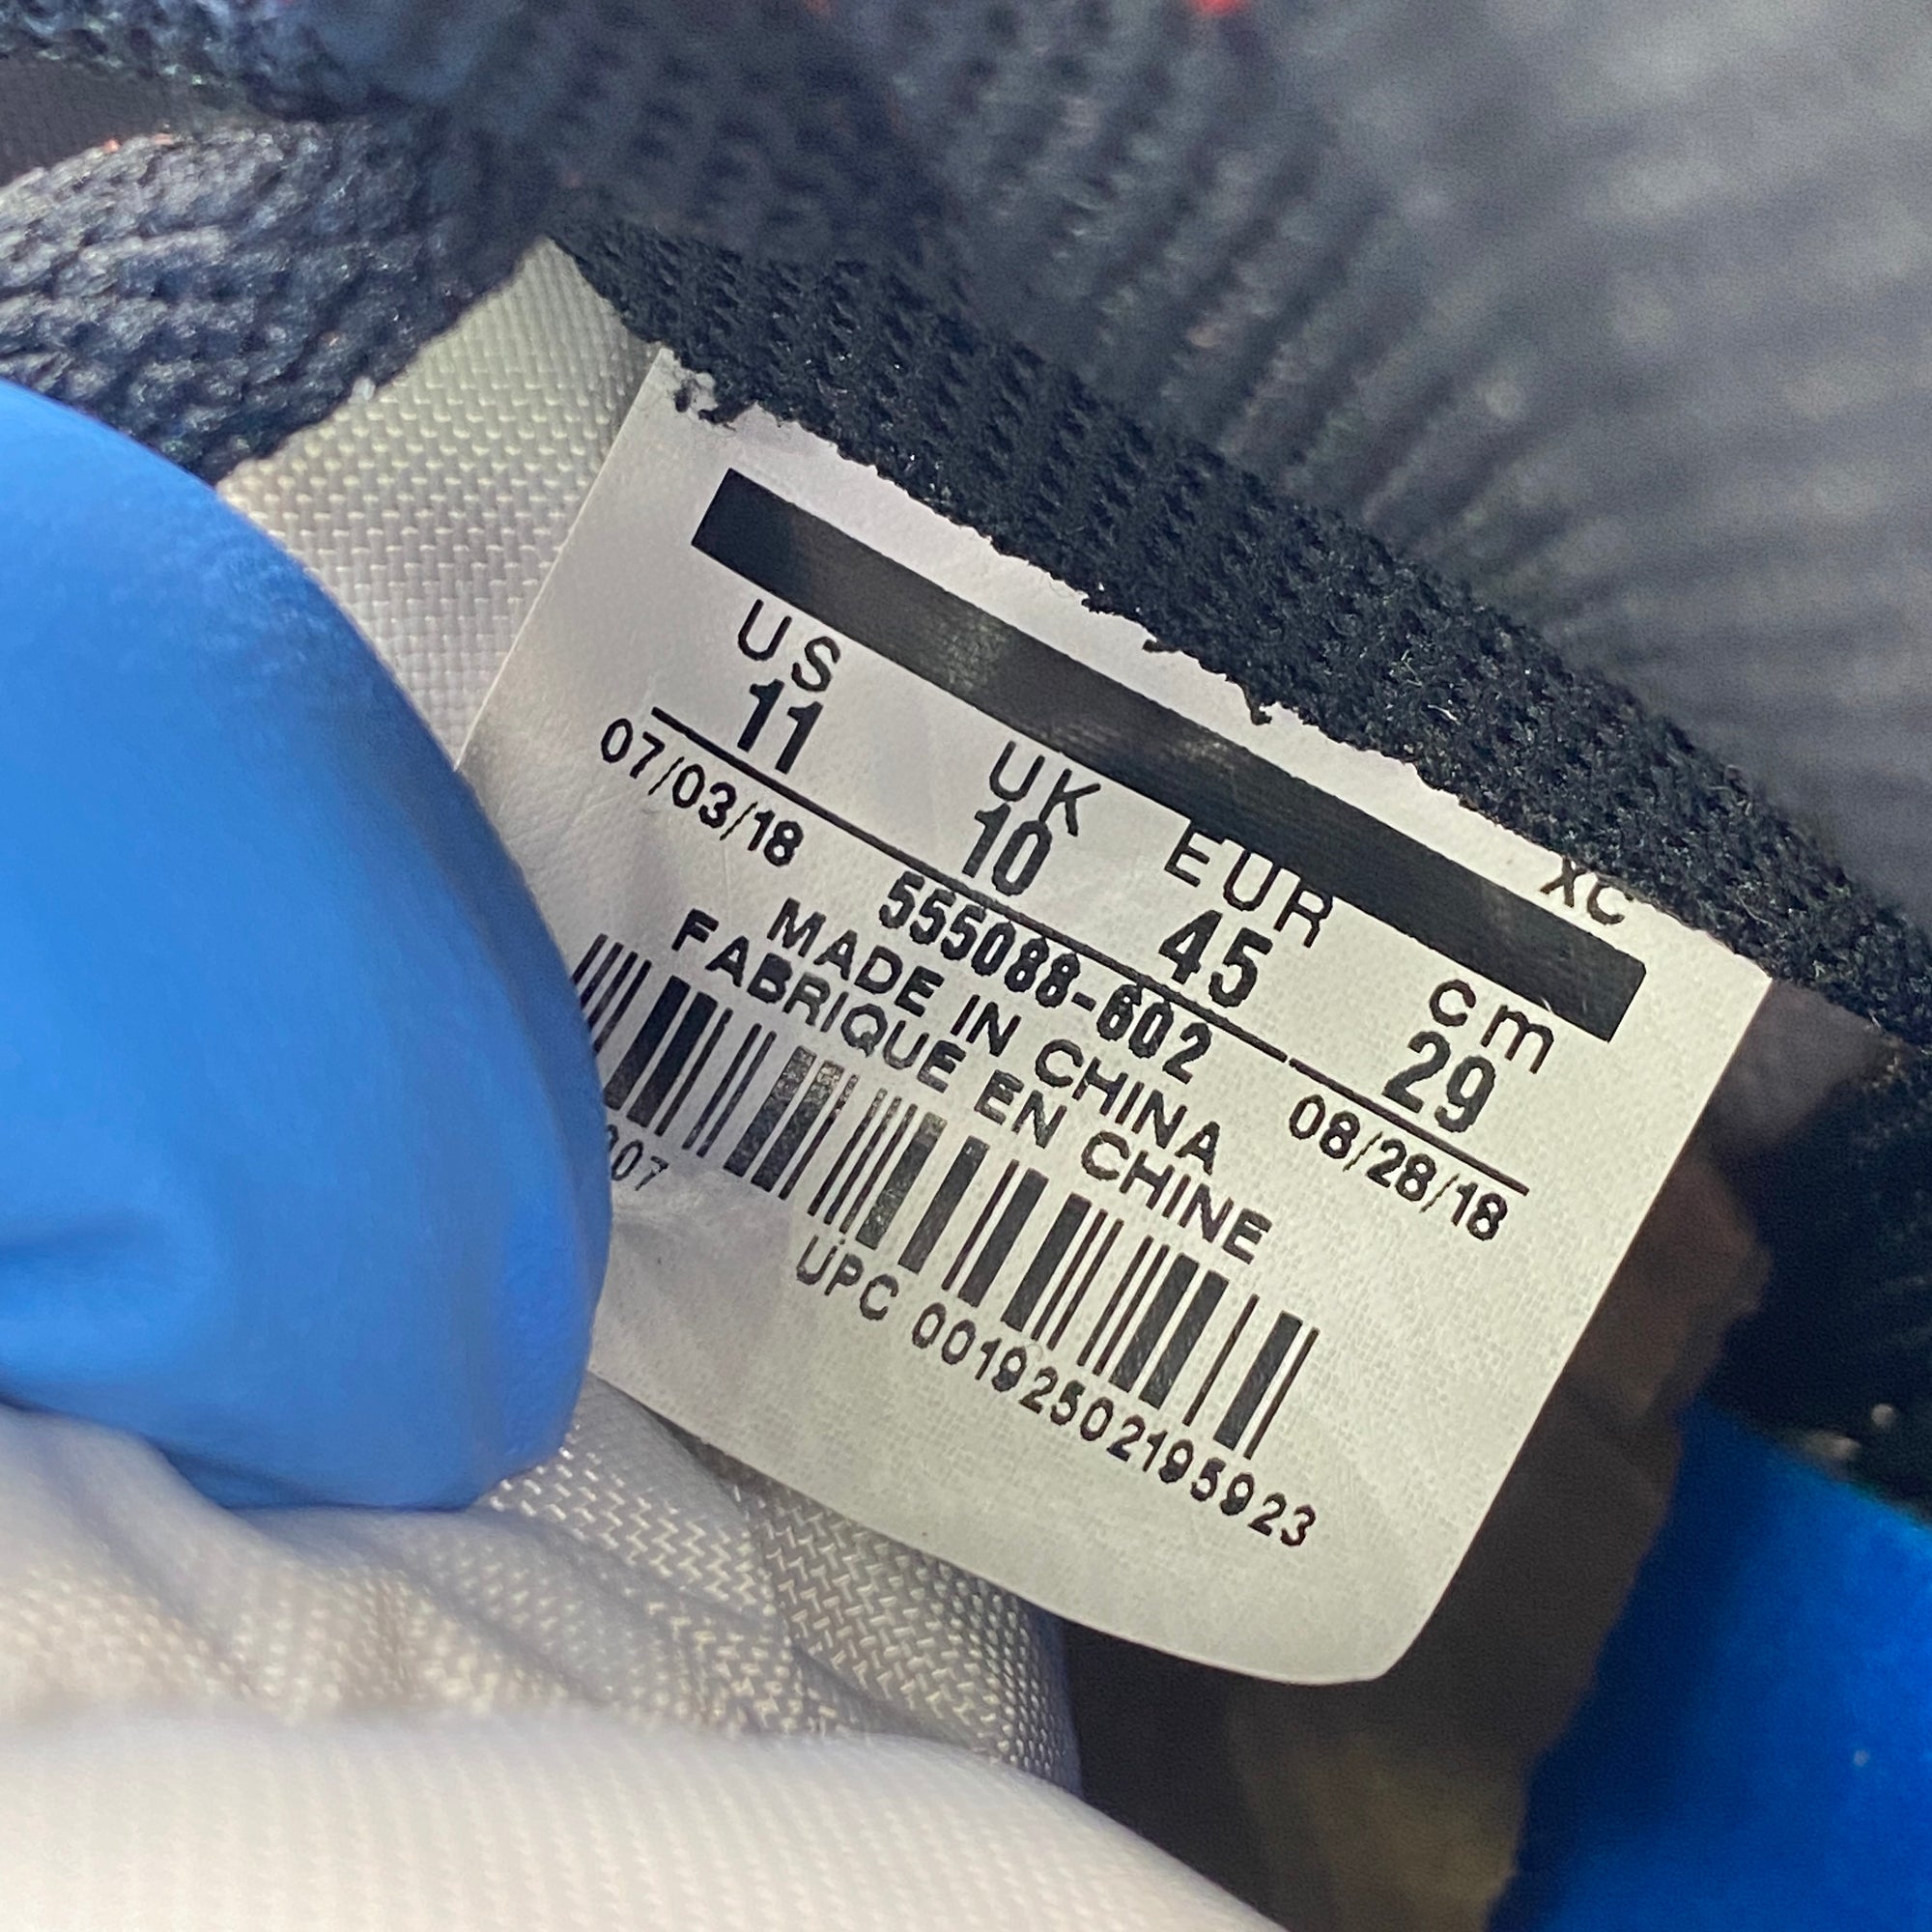 XC
US UK EUR cm
11 10 45 29
07/03/18 555088-602 08/28/18
MADE IN CHINA
FABRIQUE EN CHINE
UPC 00192502195923